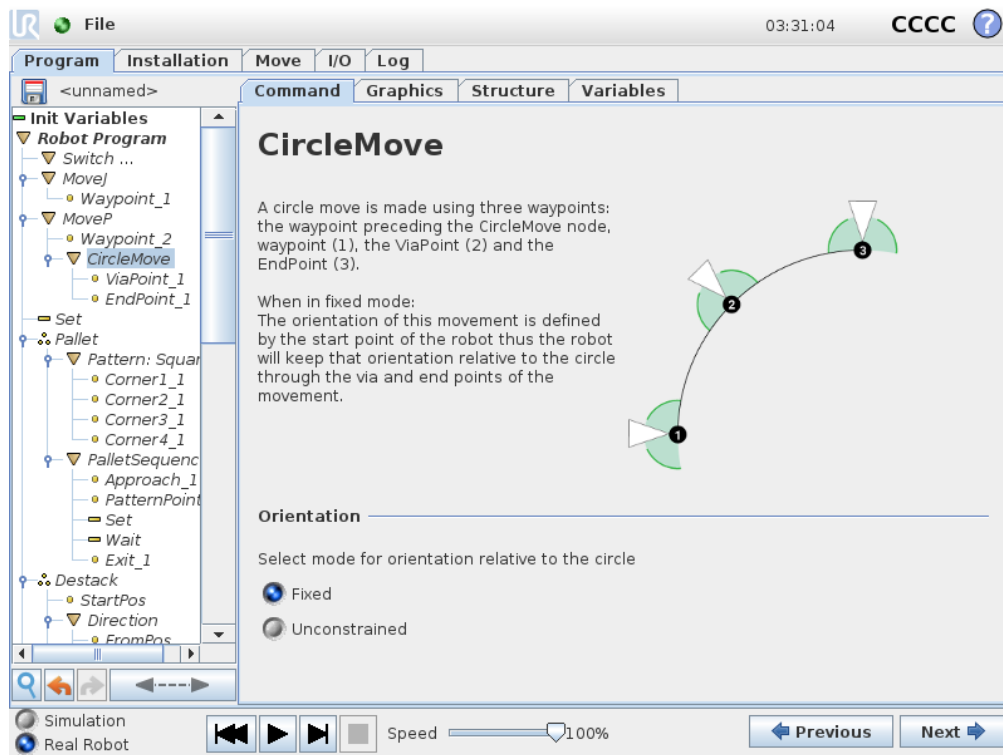 UR File 03:31:04 CCCC ?
Program Installation Move I/O Log
<unnamed>
Command Graphics Structure Variables
Init Variables
Robot Program
Switch ...
MoveJ
Waypoint_1
MoveP
Waypoint_2
CircleMove
ViaPoint_1
EndPoint_1
Set
Pallet
Pattern: Squar
Corner1_1
Corner2_1
Corner3_1
Corner4_1
PalletSequenc
Approach_1
PatternPoint
Set
Wait
Exit_1
Destack
StartPos
Direction
FromPos
CircleMove
A circle move is made using three waypoints:
the waypoint preceding the CircleMove node,
waypoint (1), the ViaPoint (2) and the
EndPoint (3).
When in fixed mode:
The orientation of this movement is defined
by the start point of the robot thus the robot
will keep that orientation relative to the circle
through the via and end points of the
movement.
3
2
1
Orientation
Select mode for orientation relative to the circle
Fixed
Unconstrained
Simulation
Real Robot
Speed 100%
Previous
Next